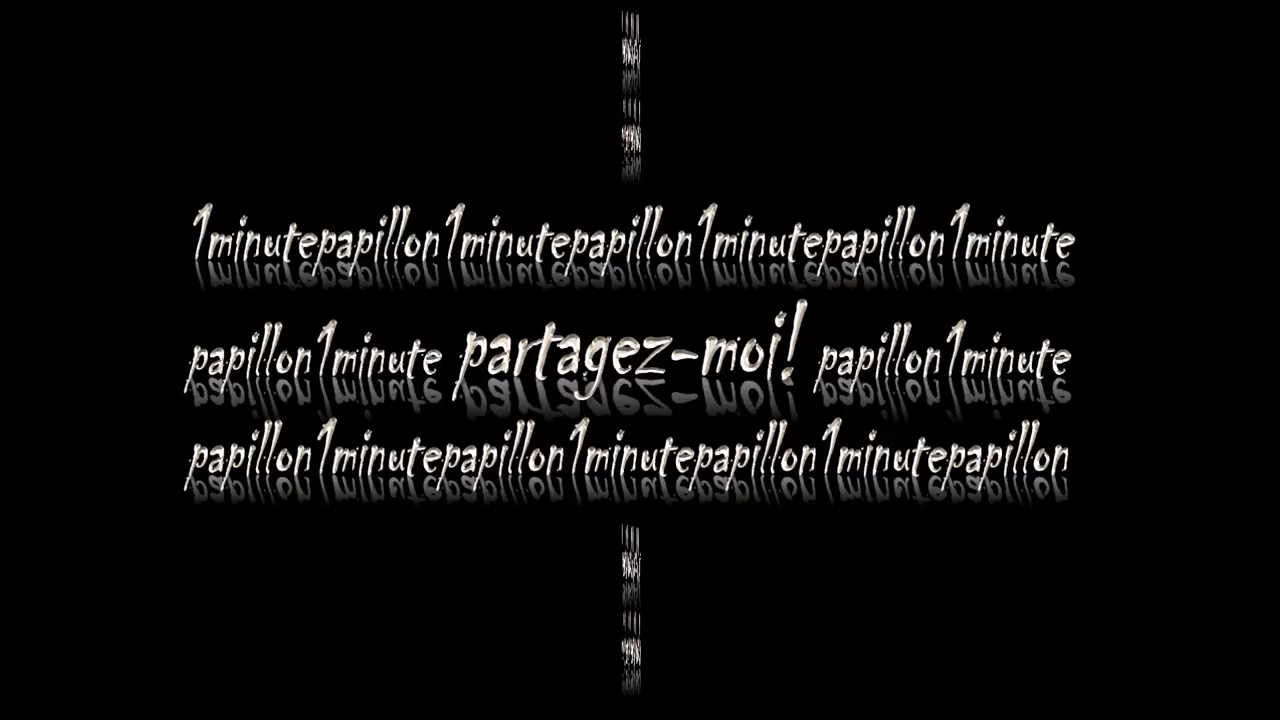 1minutepapillon1minutepapillon1minutepapillon1minute
papillon1minute partagez-moi! papillon1minute
papillon1minutepapillon1minutepapillon1minutepapillon